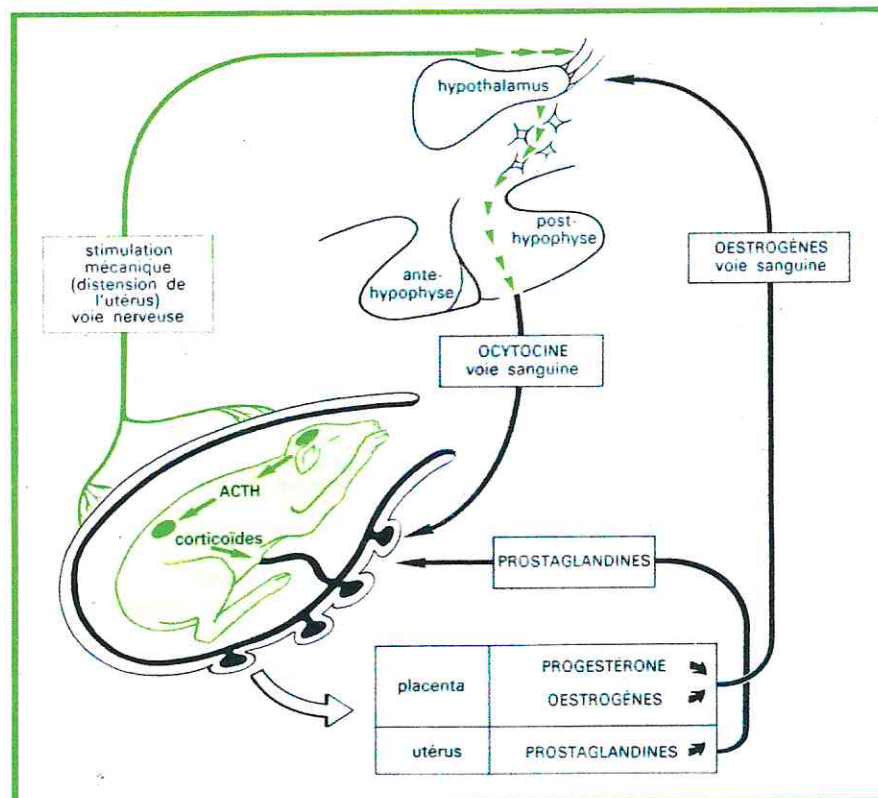 hypothalamus
stimulation
mécanique
(distension de
l'utérus)
voie nerveuse
post-
hypophyse
ante-
hypophyse
OESTROGÈNES
voie sanguine
OCYTOCINE
voie sanguine
ACTH
corticoïdes
PROSTAGLANDINES
placenta
PROGESTÉRONE
OESTROGÈNES
utérus
PROSTAGLANDINES